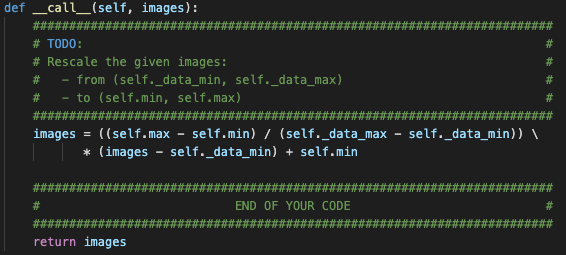 def __call__(self, images):
########################################################################
# TODO: #
# Rescale the given images: #
# - from (self._data_min, self._data_max) #
# - to (self.min, self.max) #
########################################################################
images = ((self.max - self.min) / (self._data_max - self._data_min)) \
* (images - self._data_min) + self.min
########################################################################
# END OF YOUR CODE #
########################################################################
return images